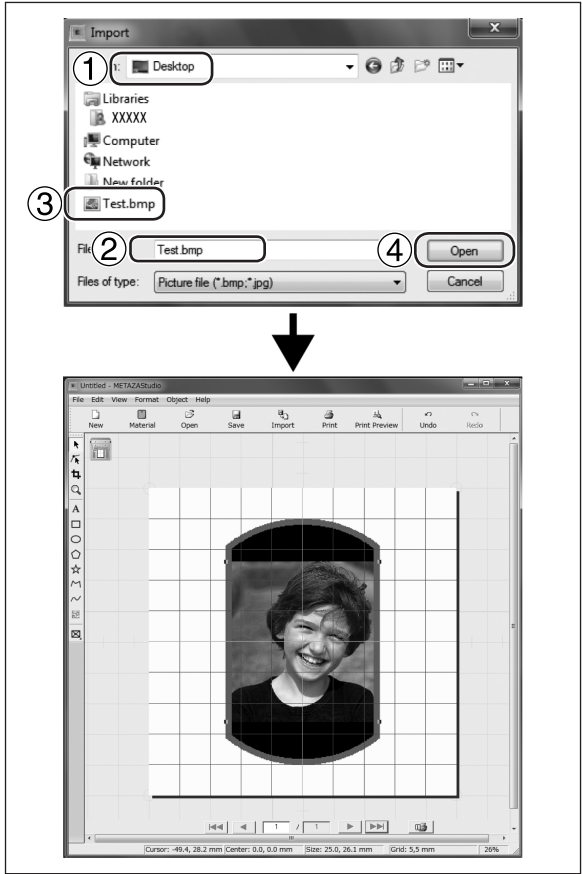 Import
x
① n: Desktop
Libraries
XXXXX
Computer
Network
New folder
③ Test.bmp
File ② Test.bmp ④ Open
Files of type: Picture file (*.bmp;*.jpg) Cancel
Untitled - METAZAStudio
File Edit View Format Object Help
New Material Open Save Import Print Print Preview Undo Redo
A
1 / 1
Cursor: -49.4, 28.2 mm Center: 0.0, 0.0 mm Size: 25.0, 26.1 mm Grid: 5,5 mm 26%